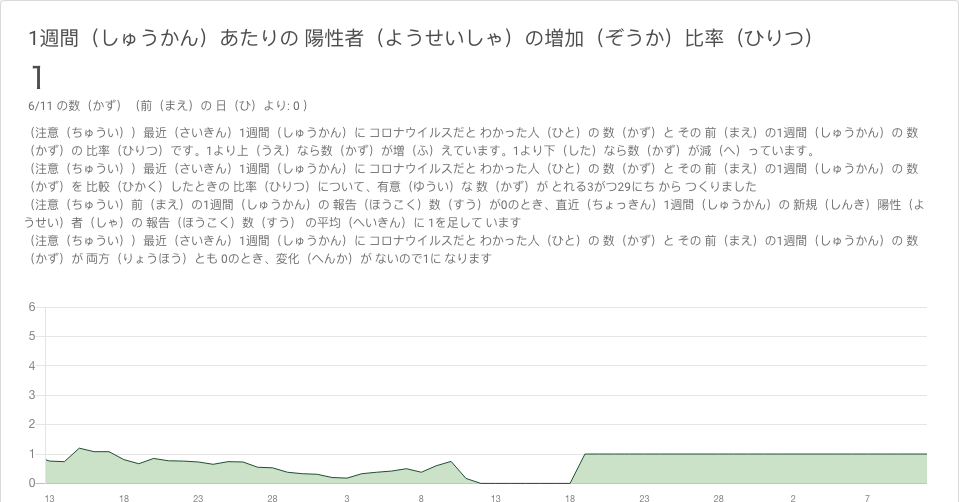 1週間（しゅうかん）あたりの 陽性者（ようせいしゃ）の増加（ぞうか）比率（ひりつ）
1
6/11 の数（かず）（前（まえ）の 日（ひ）より: 0 ）
（注意（ちゅうい））最近（さいきん）1週間（しゅうかん）に コロナウイルスだと わかった人（ひと）の 数（かず）と その 前（まえ）の1週間（しゅうかん）の 数
（かず）の 比率（ひりつ）です。1より上（うえ）なら数（かず）が増（ふ）えています。1より下（した）なら数（かず）が減（へ）っています。
（注意（ちゅうい））最近（さいきん）1週間（しゅうかん）に コロナウイルスだと わかった人（ひと）の 数（かず）と その 前（まえ）の1週間（しゅうかん）の 数
（かず）を 比較（ひかく）したときの 比率（ひりつ）について、有意（ゆうい）な 数（かず）が とれる3がつ29にち から つくりました
（注意（ちゅうい）前（まえ）の1週間（しゅうかん）の 報告（ほうこく）数（すう）が0のとき、直近（ちょっきん）1週間（しゅうかん）の 新規（しんき）陽性（よ
うせい）者（しゃ）の 報告（ほうこく）数（すう） の平均（へいきん）に 1を足して います
（注意（ちゅうい））最近（さいきん）1週間（しゅうかん）に コロナウイルスだと わかった人（ひと）の 数（かず）と その 前（まえ）の1週間（しゅうかん）の 数
（かず）が 両方（りょうほう）とも 0のとき、変化（へんか）が ないので1に なります
6
5
4
3
2
1
0
13 18 23 28 3 8 13 18 23 28 2 7